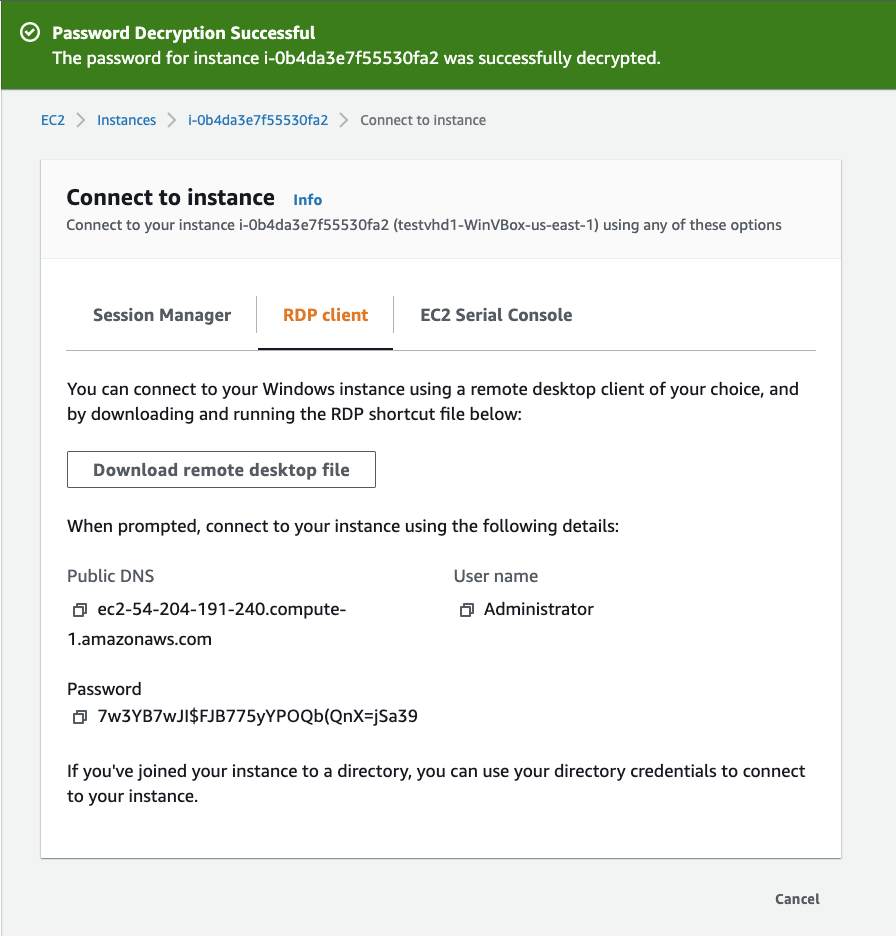 Password Decryption Successful
The password for instance i-0b4da3e7f55530fa2 was successfully decrypted.
EC2 > Instances > i-0b4da3e7f55530fa2 > Connect to instance
Connect to instance Info
Connect to your instance i-0b4da3e7f55530fa2 (testvhd1-WinVBox-us-east-1) using any of these options
Session Manager RDP client EC2 Serial Console
You can connect to your Windows instance using a remote desktop client of your choice, and
by downloading and running the RDP shortcut file below:
Download remote desktop file
When prompted, connect to your instance using the following details:
Public DNS
ec2-54-204-191-240.compute-
1.amazonaws.com
User name
Administrator
Password
7w3YB7wJI$FJB775yYPOQb(QnX=jSa39
If you've joined your instance to a directory, you can use your directory credentials to connect
to your instance.
Cancel